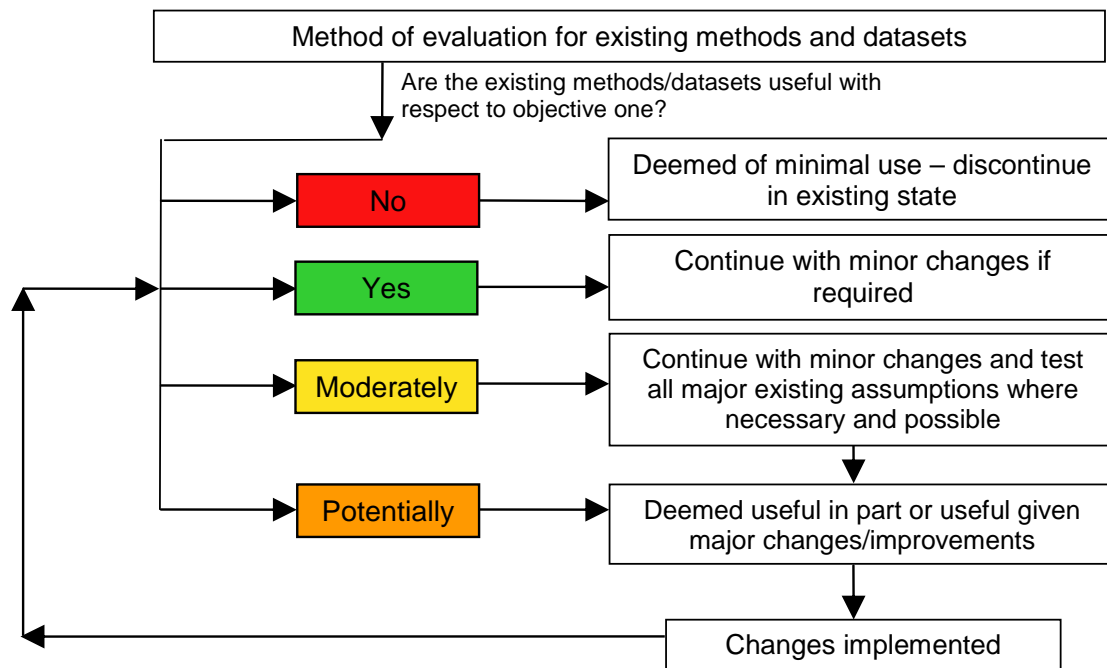 Method of evaluation for existing methods and datasets
Are the existing methods/datasets useful with
respect to objective one?
No
Deemed of minimal use – discontinue
in existing state
Yes
Continue with minor changes if
required
Moderately
Continue with minor changes and test
all major existing assumptions where
necessary and possible
Potentially
Deemed useful in part or useful given
major changes/improvements
Changes implemented